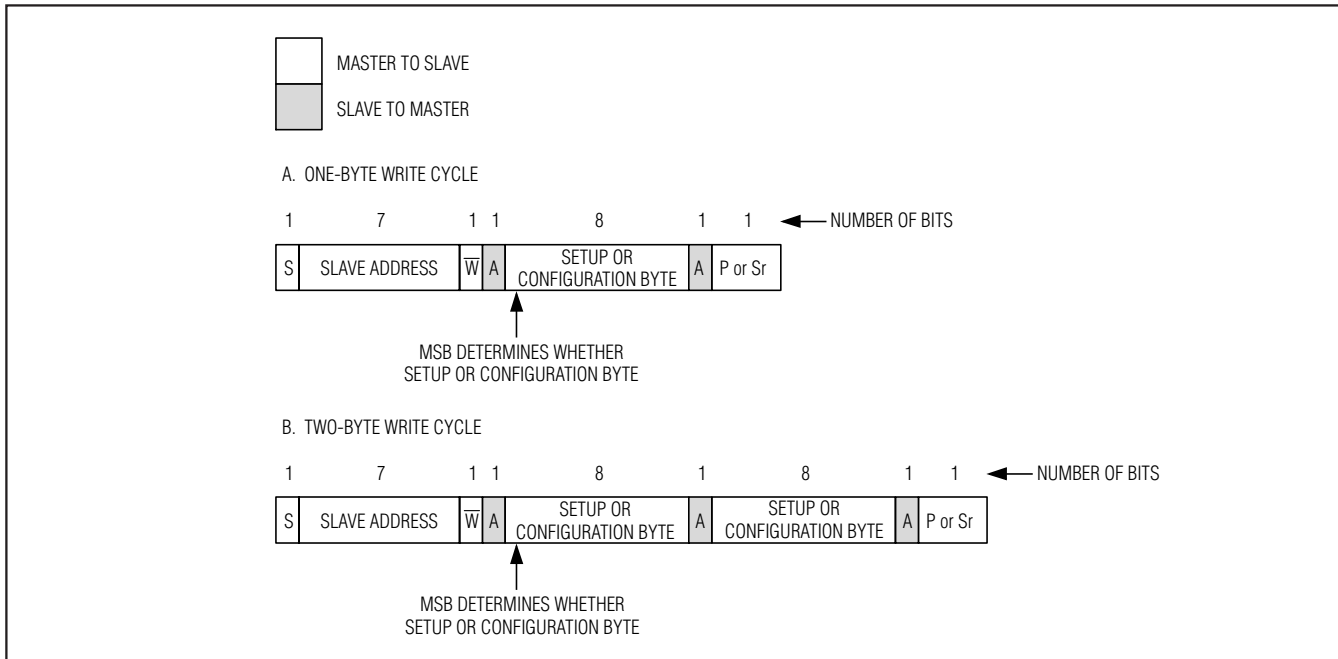 MASTER TO SLAVE
SLAVE TO MASTER
A. ONE-BYTE WRITE CYCLE
1 7 1 1 8 1 1 NUMBER OF BITS
S SLAVE ADDRESS W̅ A SETUP OR CONFIGURATION BYTE A P or Sr
MSB DETERMINES WHETHER
SETUP OR CONFIGURATION BYTE
B. TWO-BYTE WRITE CYCLE
1 7 1 1 8 1 8 1 1 NUMBER OF BITS
S SLAVE ADDRESS W̅ A SETUP OR CONFIGURATION BYTE A SETUP OR CONFIGURATION BYTE A P or Sr
MSB DETERMINES WHETHER
SETUP OR CONFIGURATION BYTE